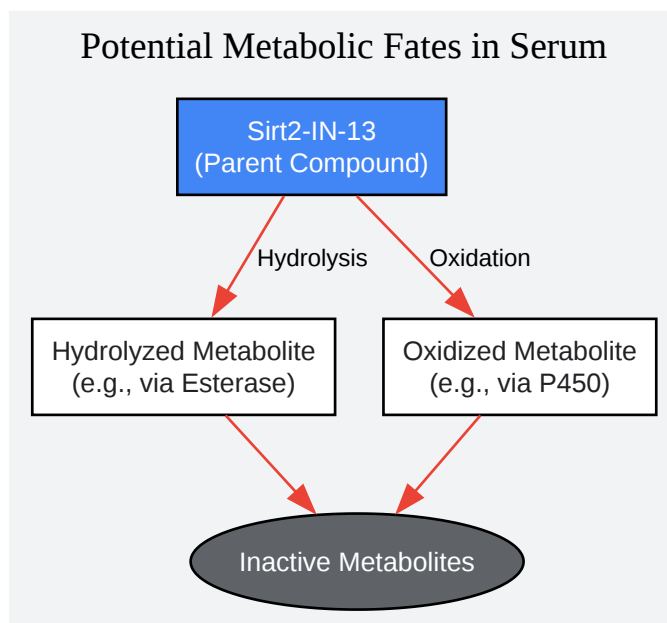 Potential Metabolic Fates in Serum
Sirt2-IN-13
(Parent Compound)
Hydrolysis
Oxidation
Hydrolyzed Metabolite
(e.g., via Esterase)
Oxidized Metabolite
(e.g., via P450)
Inactive Metabolites